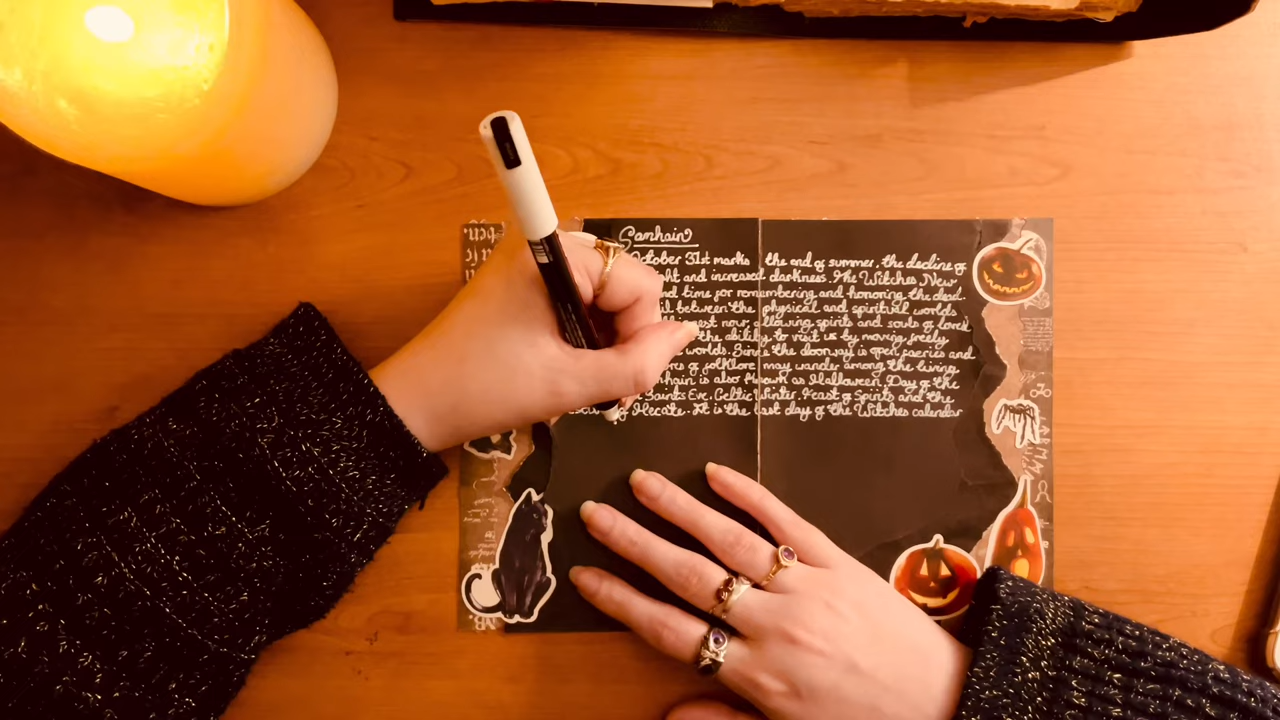 Samhain
October 31st marks the end of summer, the decline of
and increased darkness. The Witches New
and time for remembering and honoring the dead.
between the physical and spiritual worlds
now, allowing spirits and souls of loved
the ability to visit us by moving freely
worlds. Since the doorway is open, faeries and
of folklore may wander among the living
is also known as Halloween, Day of the
Saints Eve, Celtic Winter, Feast of Spirits and the
of Hecate. It is the last day of the Witches calendar